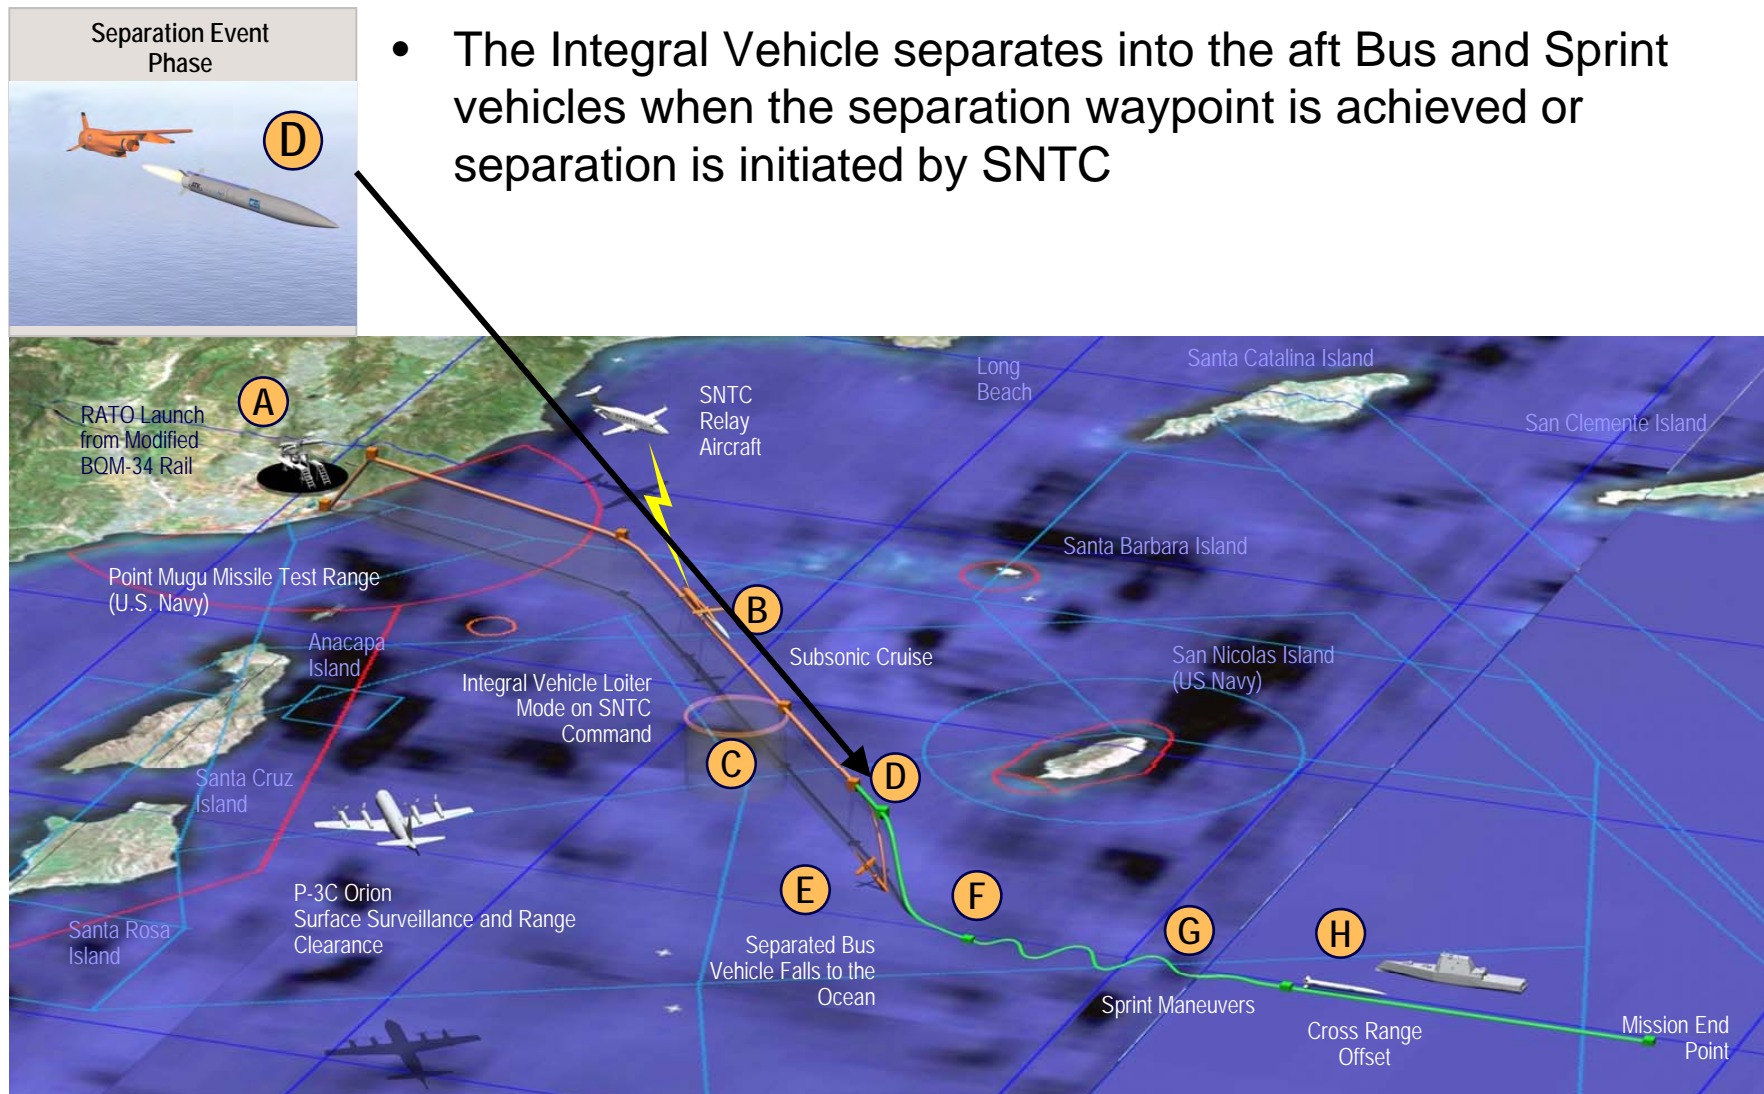 Separation Event
Phase
D
• The Integral Vehicle separates into the aft Bus and Sprint
vehicles when the separation waypoint is achieved or
separation is initiated by SNTC
A
RATO Launch
from Modified
BQM-34 Rail
SNTC
Relay
Aircraft
Long
Beach
Santa Catalina Island
San Clemente Island
Santa Barbara Island
Point Mugu Missile Test Range
(U.S. Navy)
B
Anacapa
Island
Subsonic Cruise
San Nicolas Island
(US Navy)
Integral Vehicle Loiter
Mode on SNTC
Command
C
D
Santa Cruz
Island
P-3C Orion
Surface Surveillance and Range
Clearance
E
F
Santa Rosa
Island
Separated Bus
Vehicle Falls to the
Ocean
G
H
Sprint Maneuvers
Cross Range
Offset
Mission End
Point